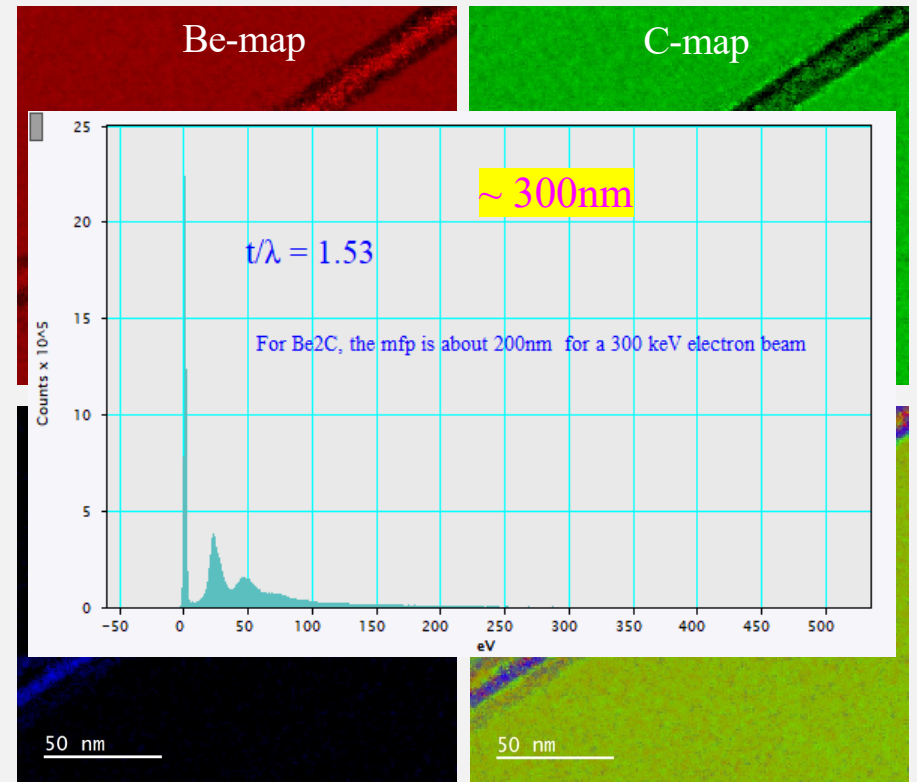 Be-map
C-map
~ 300nm
t/λ = 1.53
For Be2C, the mfp is about 200nm for a 300 keV electron beam
Counts x 10^5
25
20
15
10
5
0
-50 0 50 100 150 200 250 300 350 400 450 500
eV
50 nm
50 nm